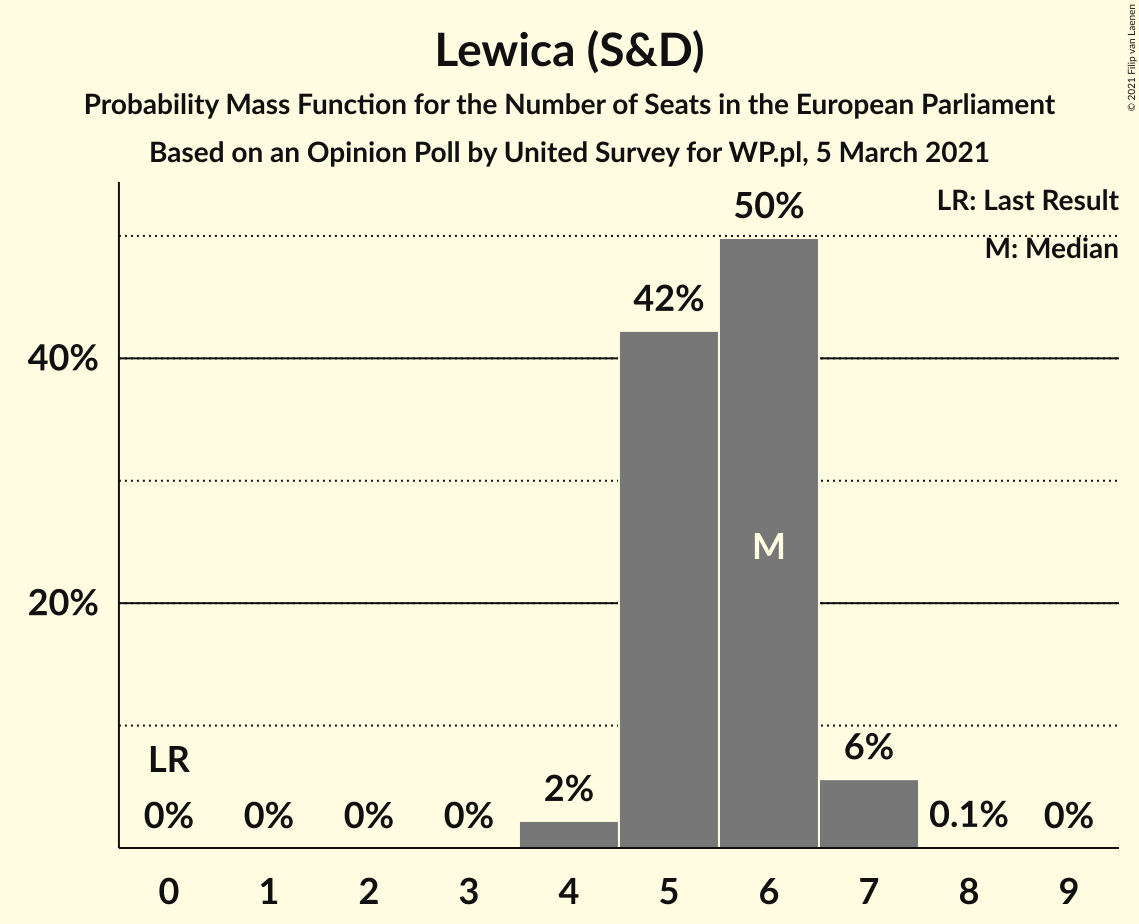 Lewica (S&D)
Probability Mass Function for the Number of Seats in the European Parliament
Based on an Opinion Poll by United Survey for WP.pl, 5 March 2021
© 2021 Filip van Laenen
LR: Last Result
M: Median
50%
42%
40%
M
20%
LR
6%
2%
0% 0% 0% 0% 0.1% 0%
0 1 2 3 4 5 6 7 8 9